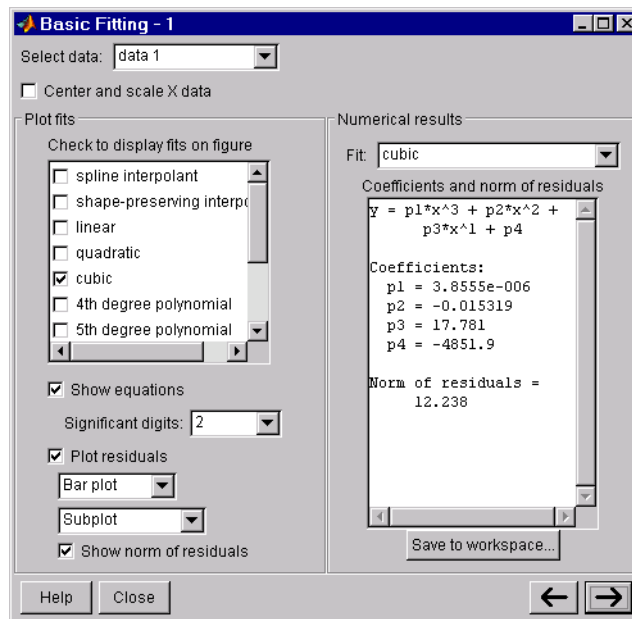 Basic Fitting - 1
Select data: data 1
Center and scale X data
Plot fits
Check to display fits on figure
spline interpolant
shape-preserving interpo
linear
quadratic
cubic
4th degree polynomial
5th degree polynomial
Show equations
Significant digits: 2
Plot residuals
Bar plot
Subplot
Show norm of residuals
Numerical results
Fit: cubic
Coefficients and norm of residuals
y = p1*x^3 + p2*x^2 +
p3*x^1 + p4
Coefficients:
p1 = 3.8555e-006
p2 = -0.015319
p3 = 17.781
p4 = -4851.9
Norm of residuals =
12.238
Save to workspace...
Help Close